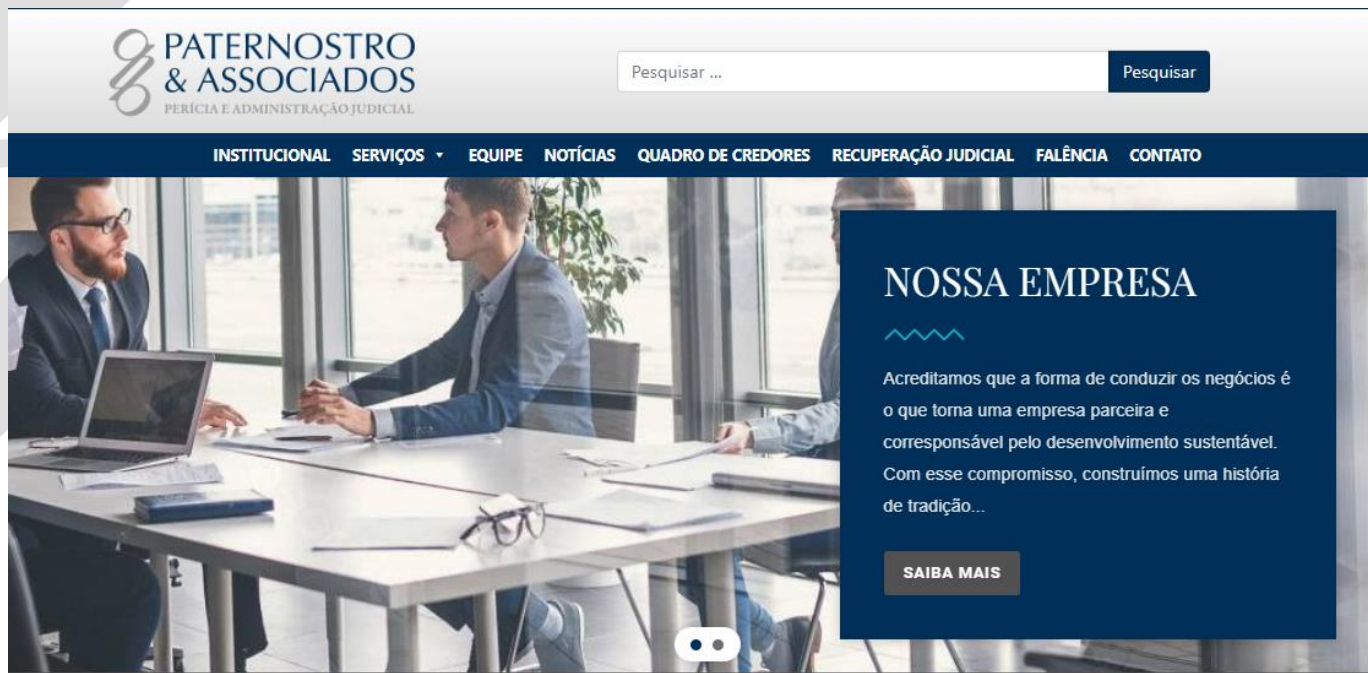 PATERNOSTRO
& ASSOCIADOS
PERÍCIA E ADMINISTRAÇÃO JUDICIAL
Pesquisar ...
Pesquisar
INSTITUCIONAL SERVIÇOS EQUIPE NOTÍCIAS QUADRO DE CREDORES RECUPERAÇÃO JUDICIAL FALÊNCIA CONTATO
NOSSA EMPRESA
Acreditamos que a forma de conduzir os negócios é
o que torna uma empresa parceira e
corresponsável pelo desenvolvimento sustentável.
Com esse compromisso, construímos uma história
de tradição...
SAIBA MAIS